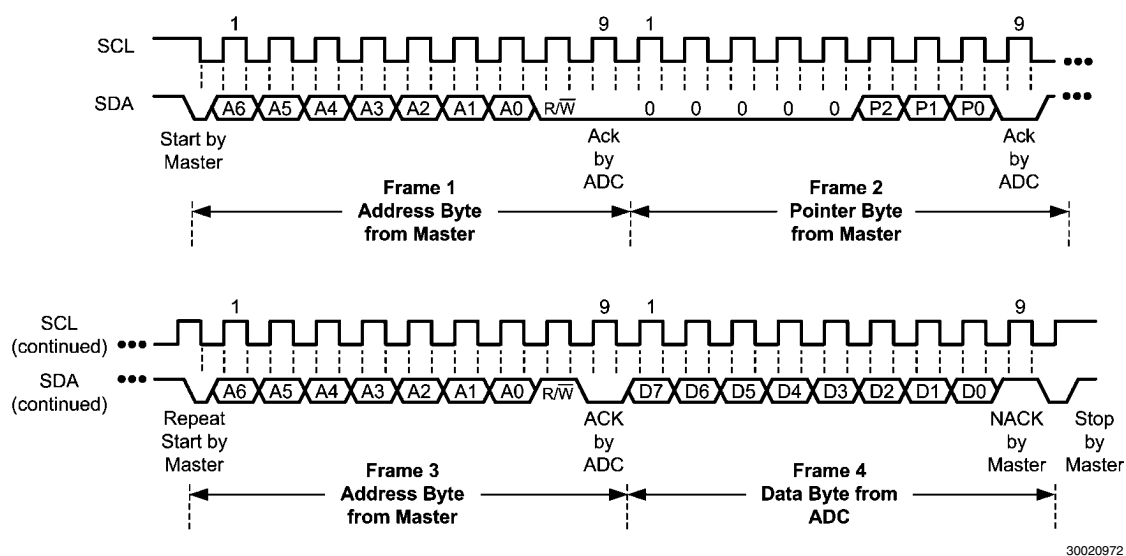 1 9 1 9
SCL
SDA A6 A5 A4 A3 A2 A1 A0 R/W̅ 0 0 0 0 0 P2 P1 P0
Start by
Master
Ack
by
ADC
Ack
by
ADC
Frame 1
Address Byte
from Master
Frame 2
Pointer Byte
from Master
1 9 1 9
SCL
(continued)
SDA
(continued)
A6 A5 A4 A3 A2 A1 A0 R/W̅ D7 D6 D5 D4 D3 D2 D1 D0
Repeat
Start by
Master
ACK
by
ADC
NACK
by
Master
Stop
by
Master
Frame 3
Address Byte
from Master
Frame 4
Data Byte from
ADC
30020972